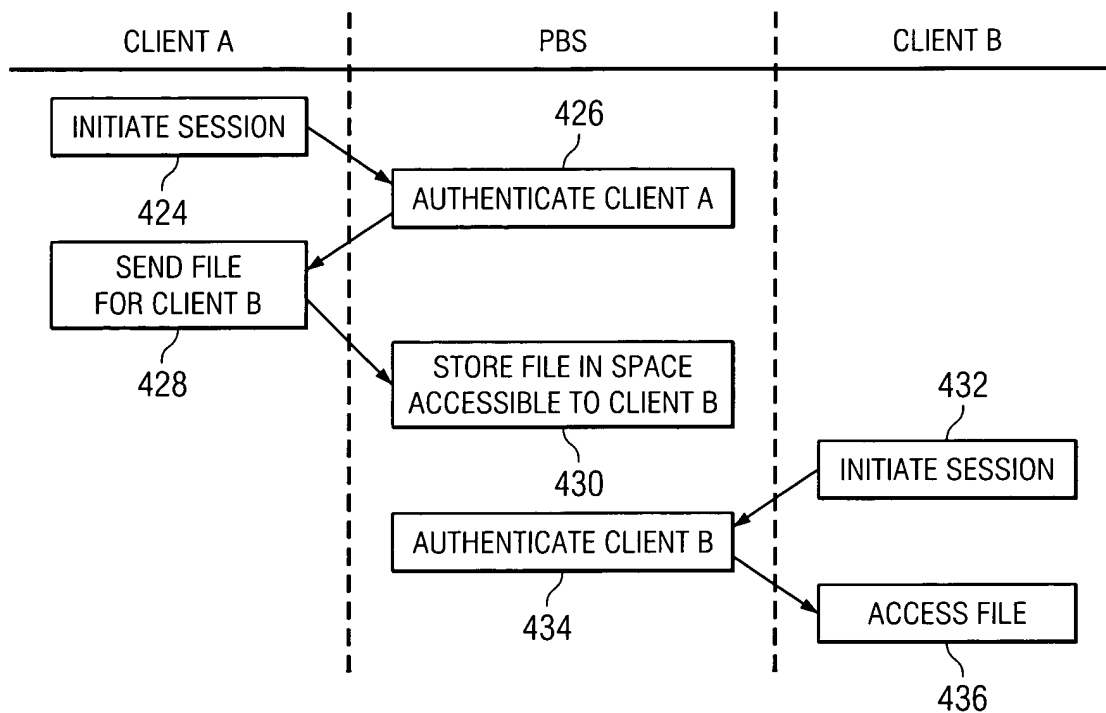 CLIENT A
PBS
CLIENT B
INITIATE SESSION
424
426
AUTHENTICATE CLIENT A
SEND FILE
FOR CLIENT B
428
STORE FILE IN SPACE
ACCESSIBLE TO CLIENT B
430
432
INITIATE SESSION
AUTHENTICATE CLIENT B
434
ACCESS FILE
436